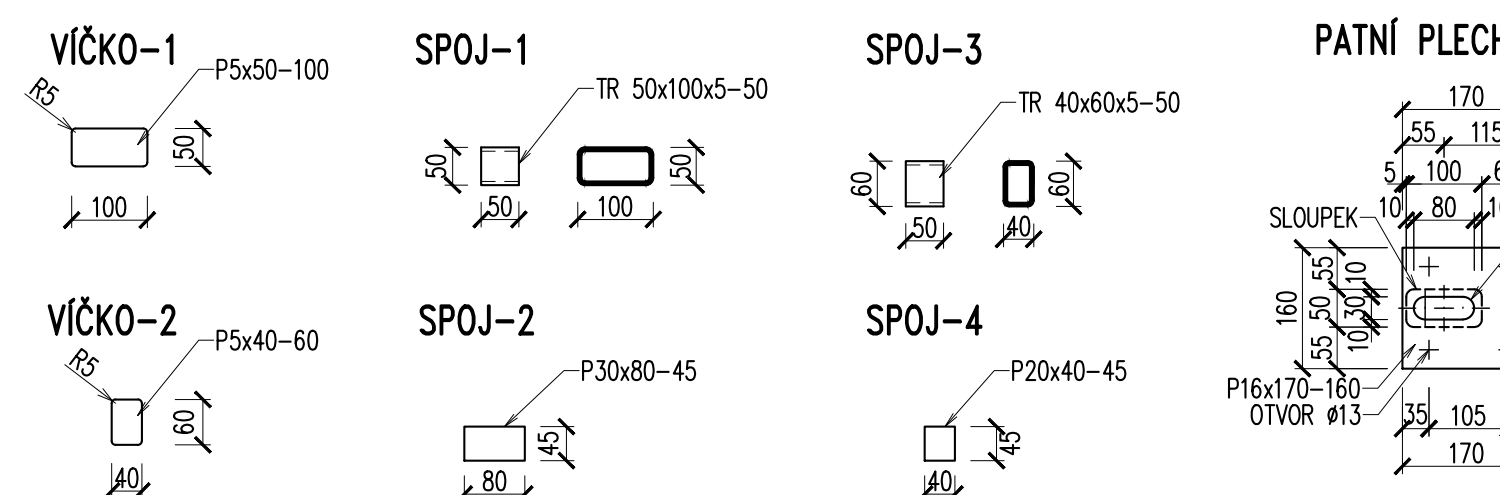 VÍČKO-1
P5x50-100
R5
50
100
SPOJ-1
TR 50x100x5-50
50
50
50
100
SPOJ-3
TR 40x60x5-50
60
60
50
40
PATNÍ PLECH
170
55
115
5
100
10
80
SLOUPEK
160
55
50
55
10
30
10
P16x170-160
OTVOR ø13
35
105
170
VÍČKO-2
P5x40-60
R5
60
40
SPOJ-2
P30x80-45
45
80
SPOJ-4
P20x40-45
45
40